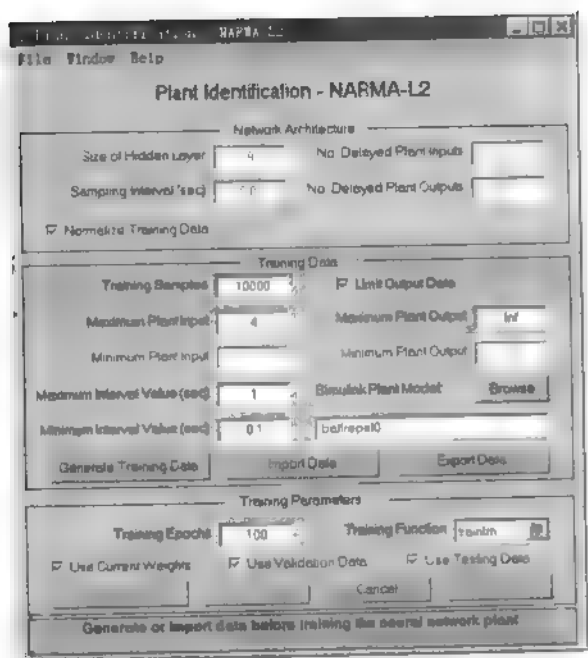 Plant Identification - NARMA-L2
File Window Help
Plant Identification - NARMA-L2
Network Architecture
Size of Hidden Layer 9 No. Delayed Plant Inputs
Sampling Interval (sec) No. Delayed Plant Outputs
Normalize Training Data
Training Data
Training Samples 10000 Limit Output Data
Maximum Plant Input 4 Maximum Plant Output Inf
Minimum Plant Input Minimum Plant Output
Maximum Interval Value (sec) 1 Simulink Plant Model: Browse
Minimum Interval Value (sec) 0.1 ballrepel0
Generate Training Data Import Data Export Data
Training Parameters
Training Epochs 100 Training Function trainlm
Use Current Weights Use Validation Data Use Testing Data
Cancel
Generate or import data before training the neural network plant